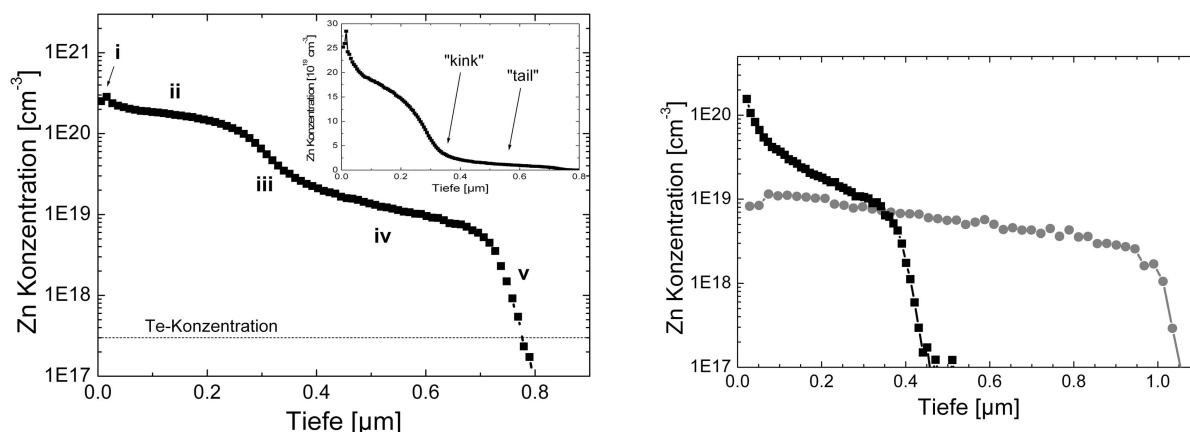 1E21
1E20
1E19
1E18
1E17
Zn Konzentration [cm⁻³]
0.0 0.2 0.4 0.6 0.8
Tiefe [µm]
i
ii
iii
iv
v
Te-Konzentration
30
25
20
15
10
5
0
Zn Konzentration [10¹⁹ cm⁻³]
0.0 0.2 0.4 0.6 0.8
Tiefe [µm]
"kink"
"tail"
1E20
1E19
1E18
1E17
Zn Konzentration [cm⁻³]
0.0 0.2 0.4 0.6 0.8 1.0
Tiefe [µm]